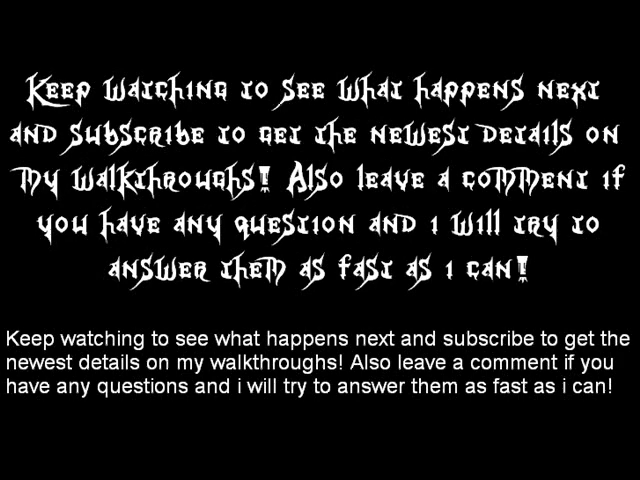 Keep watching to see what happens next
and subscribe to get the newest details on
my walkthroughs! Also leave a comment if
you have any question and i will try to
answer them as fast as i can!
Keep watching to see what happens next and subscribe to get the
newest details on my walkthroughs! Also leave a comment if you
have any questions and i will try to answer them as fast as i can!